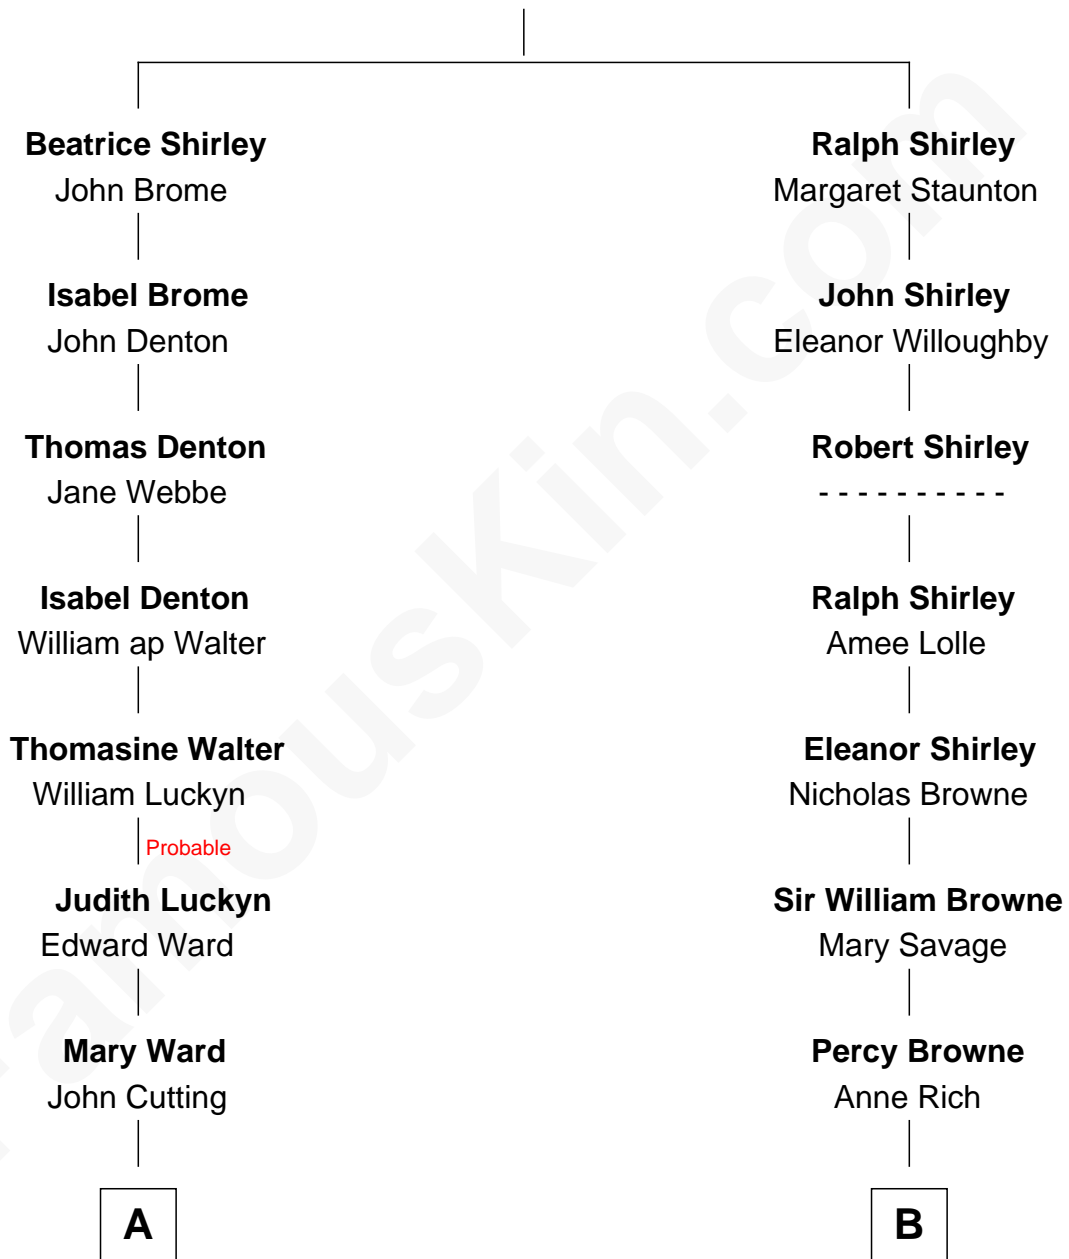 Beatrice Shirley
John Brome
Isabel Brome
John Denton
Thomas Denton
Jane Webbe
Isabel Denton
William ap Walter
Thomasine Walter
William Luckyn
Probable
Judith Luckyn
Edward Ward
Mary Ward
John Cutting
A
Ralph Shirley
Margaret Staunton
John Shirley
Eleanor Willoughby
Robert Shirley
- - - - - - - - - -
Ralph Shirley
Amee Lolle
Eleanor Shirley
Nicholas Browne
Sir William Browne
Mary Savage
Percy Browne
Anne Rich
B
FamousKin.com